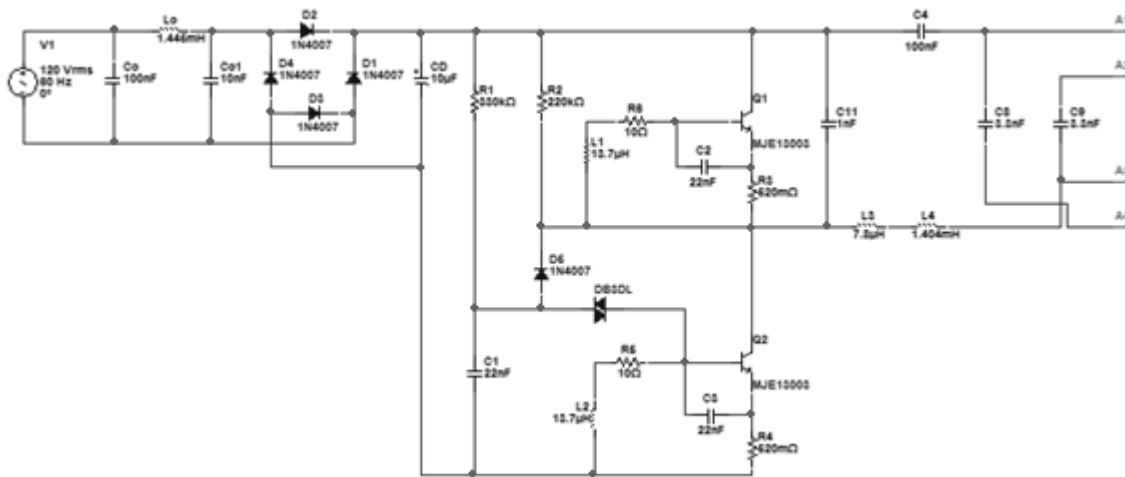 V1
120 Vrms
60 Hz
0°
Co
100nF
Lo
1.446mH
Co1
10nF
D2
1N4007
D4
1N4007
D3
1N4007
D1
1N4007
CD
10µF
R1
330kΩ
R2
220kΩ
R6
10Ω
L1
13.7µH
C2
22nF
Q1
MJE13003
R3
620mΩ
C11
1nF
C4
100nF
C8
3.3nF
C9
3.3nF
L3
7.8µH
L4
1.404mH
D5
1N4007
DB3DL
C1
22nF
R5
10Ω
L2
13.7µH
C3
22nF
Q2
MJE13003
R4
620mΩ